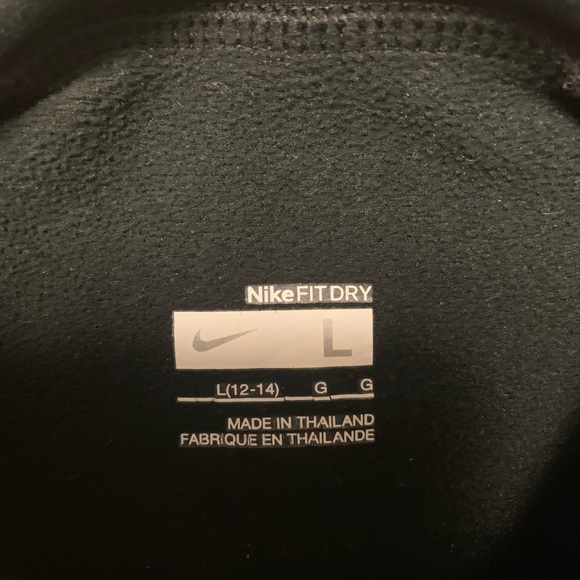 NikeFITDRY
L
L(12-14) G G
MADE IN THAILAND
FABRIQUE EN THAILANDE